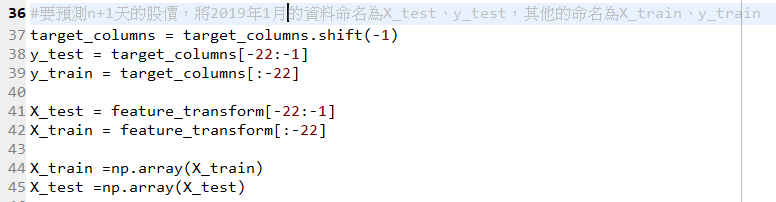 36 #要預測n+1天的股價，將2019年1月的資料命名為X_test、y_test，其他的命名為X_train、y_train
37 target_columns = target_columns.shift(-1)
38 y_test = target_columns[-22:-1]
39 y_train = target_columns[:-22]
40
41 X_test = feature_transform[-22:-1]
42 X_train = feature_transform[:-22]
43
44 X_train =np.array(X_train)
45 X_test =np.array(X_test)